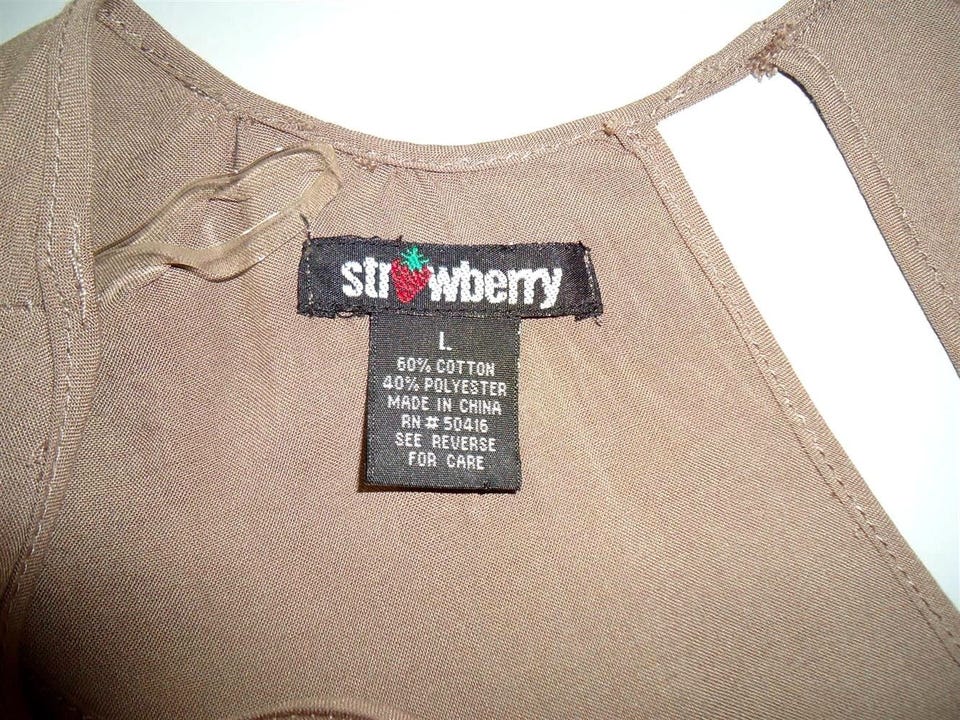 strawberry
L
60% COTTON
40% POLYESTER
MADE IN CHINA
RN # 50416
SEE REVERSE
FOR CARE